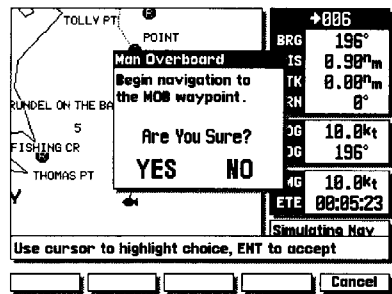 TOLLY PT
POINT
006
BRG 196°
Man Overboard
IS 0.90nm
Begin navigation to
the MOB waypoint.
TK 0.00nm
RN 0°
RUNDEL ON THE BA
5
Are You Sure?
OG 10.0kt
FISHING CR
YES NO
OG 196°
THOMAS PT
MG 10.0kt
ETE 00:05:23
Simulating Nav
Use cursor to highlight choice, ENT to accept
Cancel